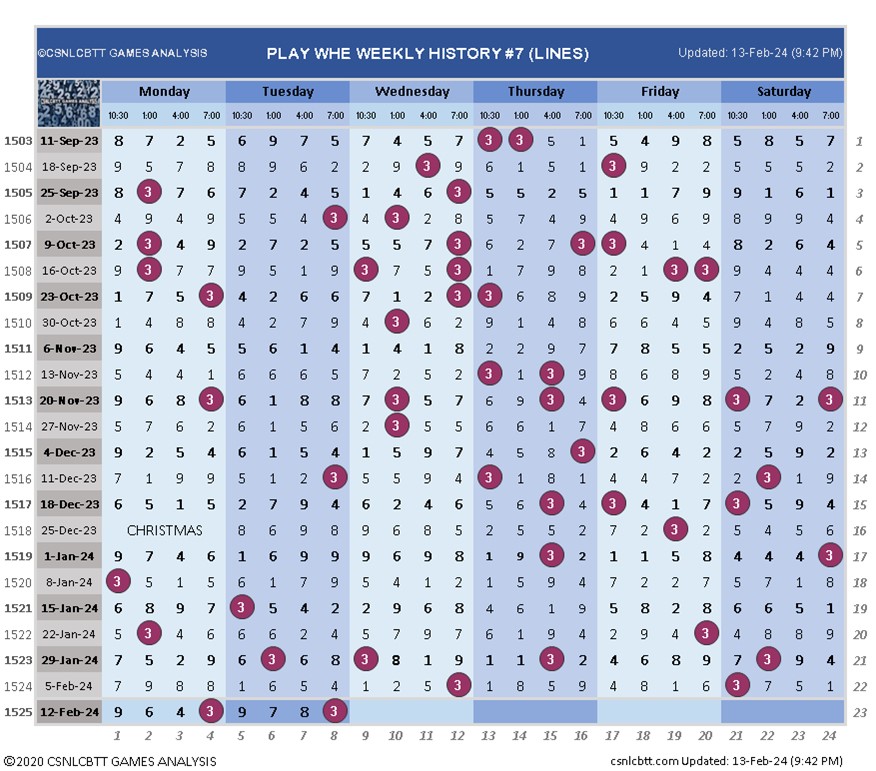 ©CSNLCBTT GAMES ANALYSIS PLAY WHE WEEKLY HISTORY #7 (LINES) Updated: 13-Feb-24 (9:42 PM)
CSNLCBTT GAMES ANALYSIS
Monday Tuesday Wednesday Thursday Friday Saturday
10:30 1:00 4:00 7:00 10:30 1:00 4:00 7:00 10:30 1:00 4:00 7:00 10:30 1:00 4:00 7:00 10:30 1:00 4:00 7:00 10:30 1:00 4:00 7:00
1503 11-Sep-23 8 7 2 5 6 9 7 5 7 4 5 7 3 3 5 1 5 4 9 8 5 8 5 7 1
1504 18-Sep-23 9 5 7 8 8 9 6 2 2 9 3 9 6 1 5 1 3 9 2 2 5 5 5 2 2
1505 25-Sep-23 8 3 7 6 7 2 4 5 1 4 6 3 5 5 2 5 1 1 7 9 9 1 6 1 3
1506 2-Oct-23 4 9 4 9 5 5 4 3 4 3 2 8 5 7 4 9 4 9 6 9 8 9 9 4 4
1507 9-Oct-23 2 3 4 9 2 7 2 5 5 5 7 3 6 2 7 3 3 4 1 4 8 2 6 4 5
1508 16-Oct-23 9 3 7 7 9 5 1 9 3 7 5 3 1 7 9 8 2 1 3 3 9 4 4 4 6
1509 23-Oct-23 1 7 5 3 4 2 6 6 7 1 2 3 3 6 8 9 2 5 9 4 7 1 4 4 7
1510 30-Oct-23 1 4 8 8 4 2 7 9 4 3 6 2 9 1 4 8 6 6 4 5 9 4 8 5 8
1511 6-Nov-23 9 6 4 5 5 6 1 4 1 4 1 8 2 2 9 7 7 8 5 5 2 5 2 9 9
1512 13-Nov-23 5 4 4 1 6 6 6 5 7 2 5 2 3 1 3 9 8 6 8 9 5 2 4 8 10
1513 20-Nov-23 9 6 8 3 6 1 8 8 7 3 5 7 6 9 3 4 3 6 9 8 3 7 2 3 11
1514 27-Nov-23 5 7 6 2 6 1 5 6 2 3 5 5 6 6 1 7 4 8 6 6 5 7 9 2 12
1515 4-Dec-23 9 2 5 4 6 1 5 4 1 5 9 7 4 5 8 3 2 6 4 2 2 5 9 2 13
1516 11-Dec-23 7 1 9 9 5 1 2 3 5 5 9 4 3 1 8 1 4 4 7 2 2 3 1 2 14
1517 18-Dec-23 6 5 1 5 2 7 9 4 6 2 4 6 5 6 3 4 3 4 1 7 3 5 9 4 15
1518 25-Dec-23 CHRISTMAS 8 6 9 8 9 6 8 5 2 5 5 2 7 2 3 2 5 4 5 6 16
1519 1-Jan-24 9 7 4 6 1 6 9 9 9 6 9 8 1 9 3 2 1 1 5 8 4 4 4 3 17
1520 8-Jan-24 3 5 1 5 6 1 7 9 5 4 1 2 1 5 9 4 7 2 2 7 5 7 1 8 18
1521 15-Jan-24 6 8 9 7 3 5 4 2 2 9 6 8 4 6 1 9 5 8 2 8 6 6 5 1 19
1522 22-Jan-24 5 3 4 6 6 6 2 4 5 7 9 7 6 1 9 4 2 9 4 3 4 8 8 9 20
1523 29-Jan-24 7 5 2 9 6 3 6 8 3 8 1 9 1 1 3 2 4 6 8 9 7 3 9 4 21
1524 5-Feb-24 7 9 8 8 1 6 5 4 1 2 5 3 1 8 5 9 4 8 1 6 3 7 5 1 22
1525 12-Feb-24 9 6 4 3 9 7 8 3 23
1 2 3 4 5 6 7 8 9 10 11 12 13 14 15 16 17 18 19 20 21 22 23 24
©2020 CSNLCBTT GAMES ANALYSIS csnlcbtt.com Updated: 13-Feb-24 (9:42 PM)